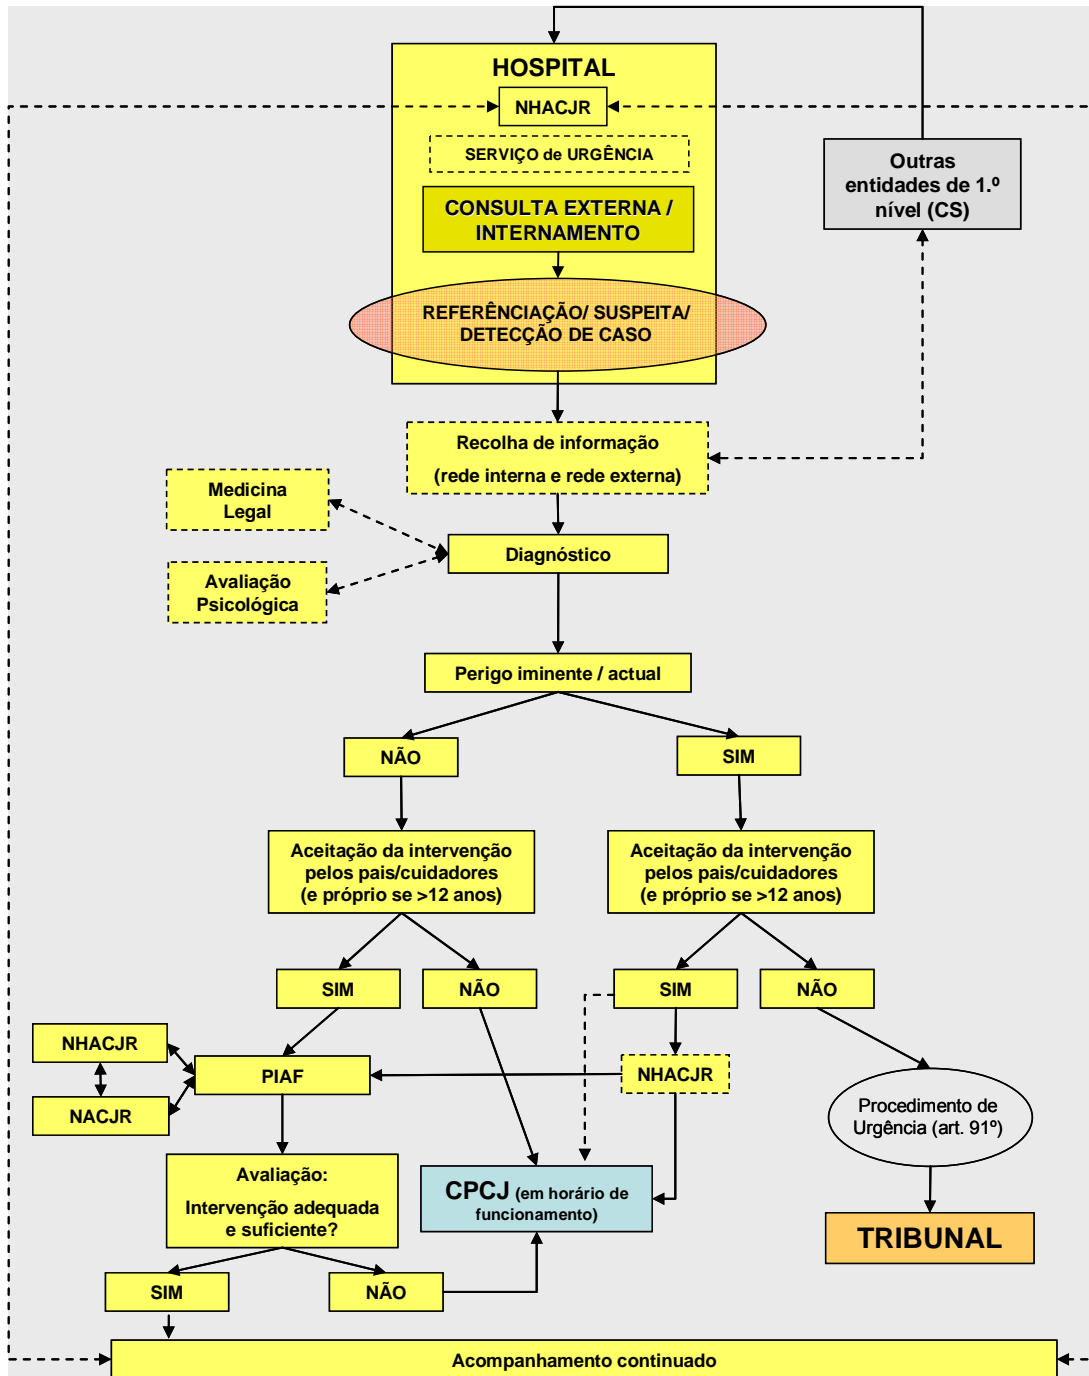 HOSPITAL
NHACJR
SERVIÇO de URGÊNCIA
CONSULTA EXTERNA /
INTERNAMENTO
REFERÊNCIAÇÃO/ SUSPEITA/
DETECÇÃO DE CASO
Outras
entidades de 1.º
nível (CS)
Recolha de informação
(rede interna e rede externa)
Medicina
Legal
Diagnóstico
Avaliação
Psicológica
Perigo iminente / actual
NÃO
SIM
Aceitação da intervenção
pelos pais/cuidadores
(e próprio se >12 anos)
Aceitação da intervenção
pelos pais/cuidadores
(e próprio se >12 anos)
SIM
NÃO
SIM
NÃO
NHACJR
NACJR
PIAF
NHACJR
Procedimento de
Urgência (art. 91º)
Avaliação:
Intervenção adequada
e suficiente?
CPCJ (em horário de
funcionamento)
TRIBUNAL
SIM
NÃO
Acompanhamento continuado